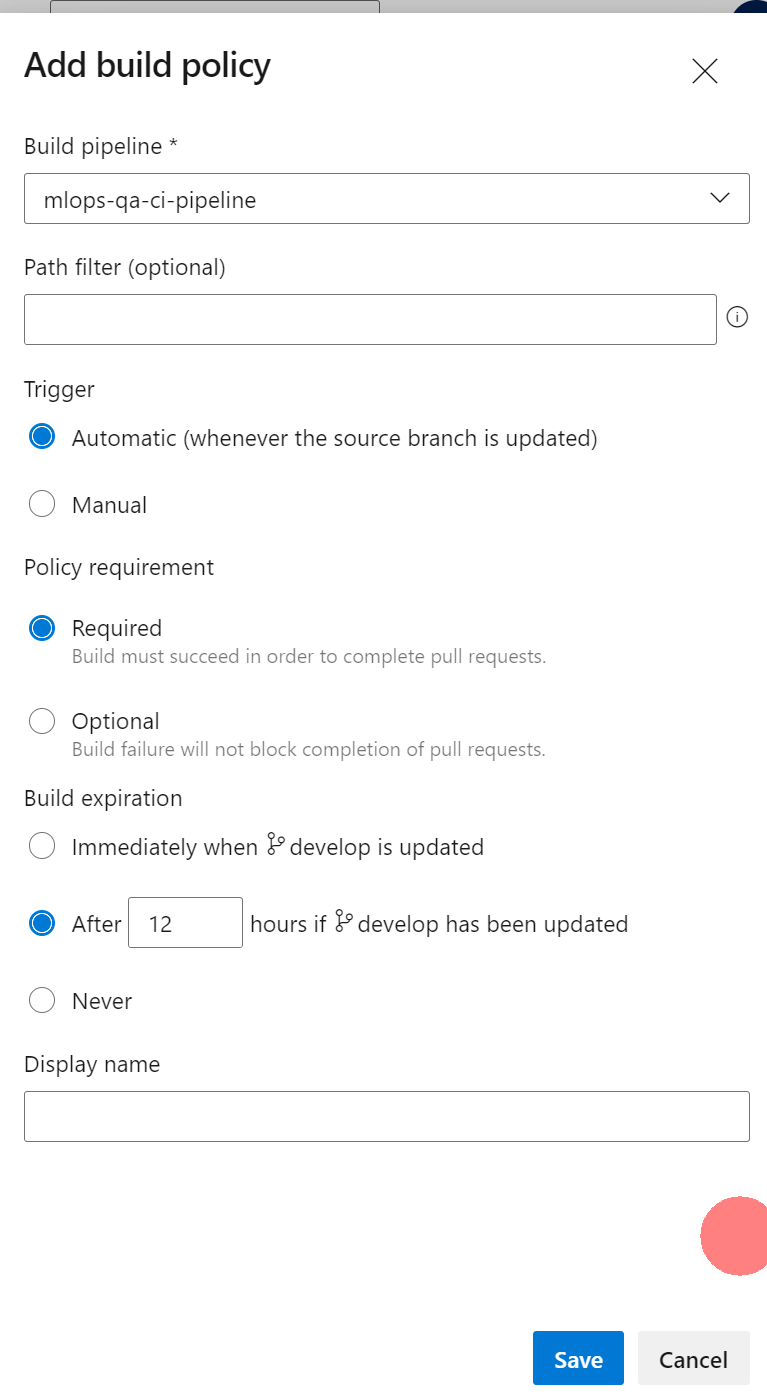 Add build policy
Build pipeline *
mlops-qa-ci-pipeline
Path filter (optional)
Trigger
Automatic (whenever the source branch is updated)
Manual
Policy requirement
Required
Build must succeed in order to complete pull requests.
Optional
Build failure will not block completion of pull requests.
Build expiration
Immediately when develop is updated
After 12 hours if develop has been updated
Never
Display name
Save Cancel